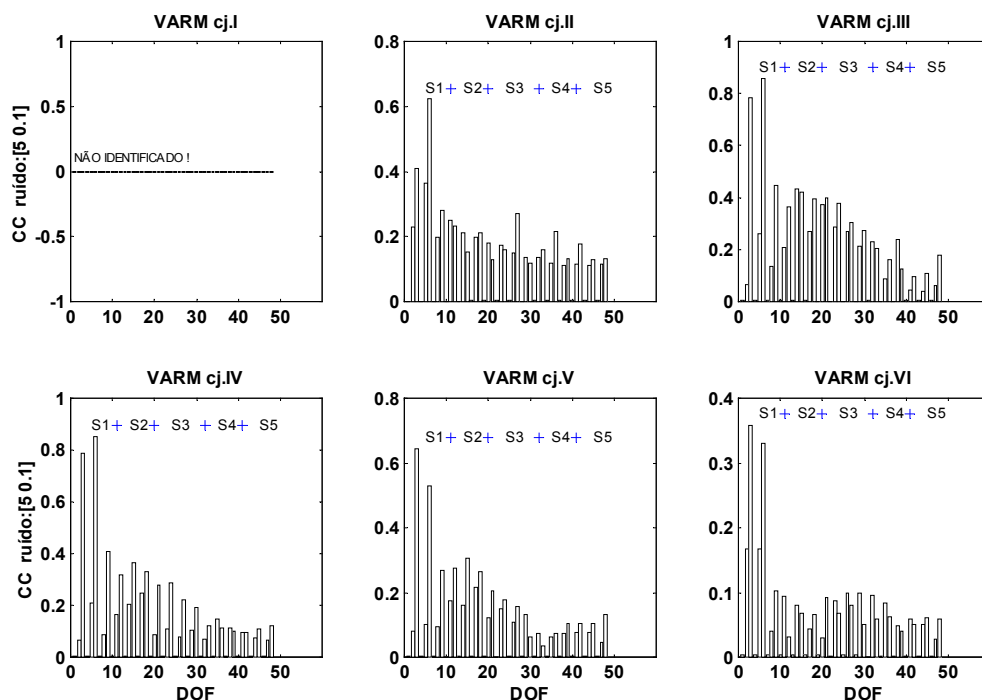 VARM cj.I
1
0.5
0
-0.5
-1
NÃO IDENTIFICADO !
CC ruído:[5 0.1]
0 10 20 30 40 50
VARM cj.II
0.8
0.6
0.4
0.2
0
S1+ S2+ S3 + S4+ S5
0 10 20 30 40 50
VARM cj.III
1
0.8
0.6
0.4
0.2
0
S1+ S2+ S3 + S4+ S5
0 10 20 30 40 50
VARM cj.IV
1
0.8
0.6
0.4
0.2
0
S1+ S2+ S3 + S4+ S5
CC ruído:[5 0.1]
0 10 20 30 40 50
DOF
VARM cj.V
0.8
0.6
0.4
0.2
0
S1+ S2+ S3 + S4+ S5
0 10 20 30 40 50
DOF
VARM cj.VI
0.4
0.3
0.2
0.1
0
S1+ S2+ S3 + S4+ S5
0 10 20 30 40 50
DOF